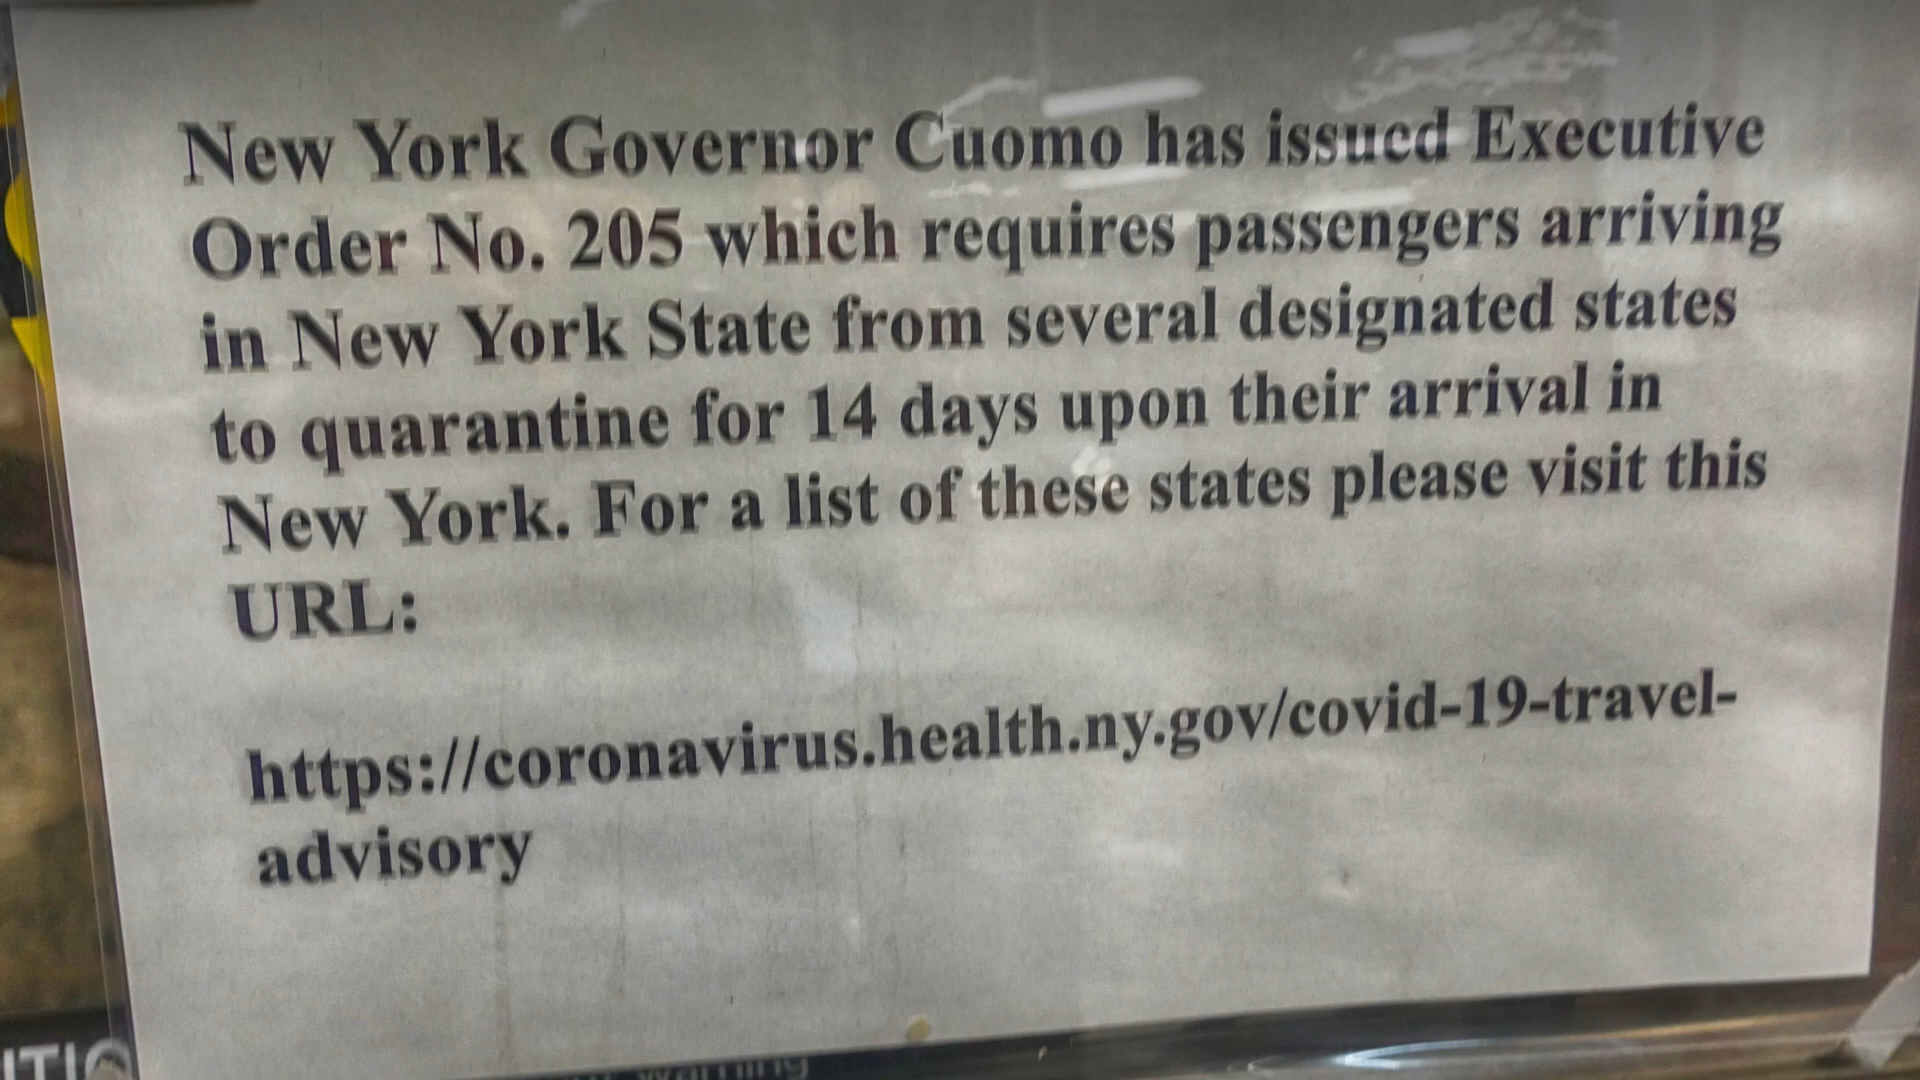 New York Governor Cuomo has issued Executive
Order No. 205 which requires passengers arriving
in New York State from several designated states
to quarantine for 14 days upon their arrival in
New York. For a list of these states please visit this
URL:
https://coronavirus.health.ny.gov/covid-19-travel-
advisory